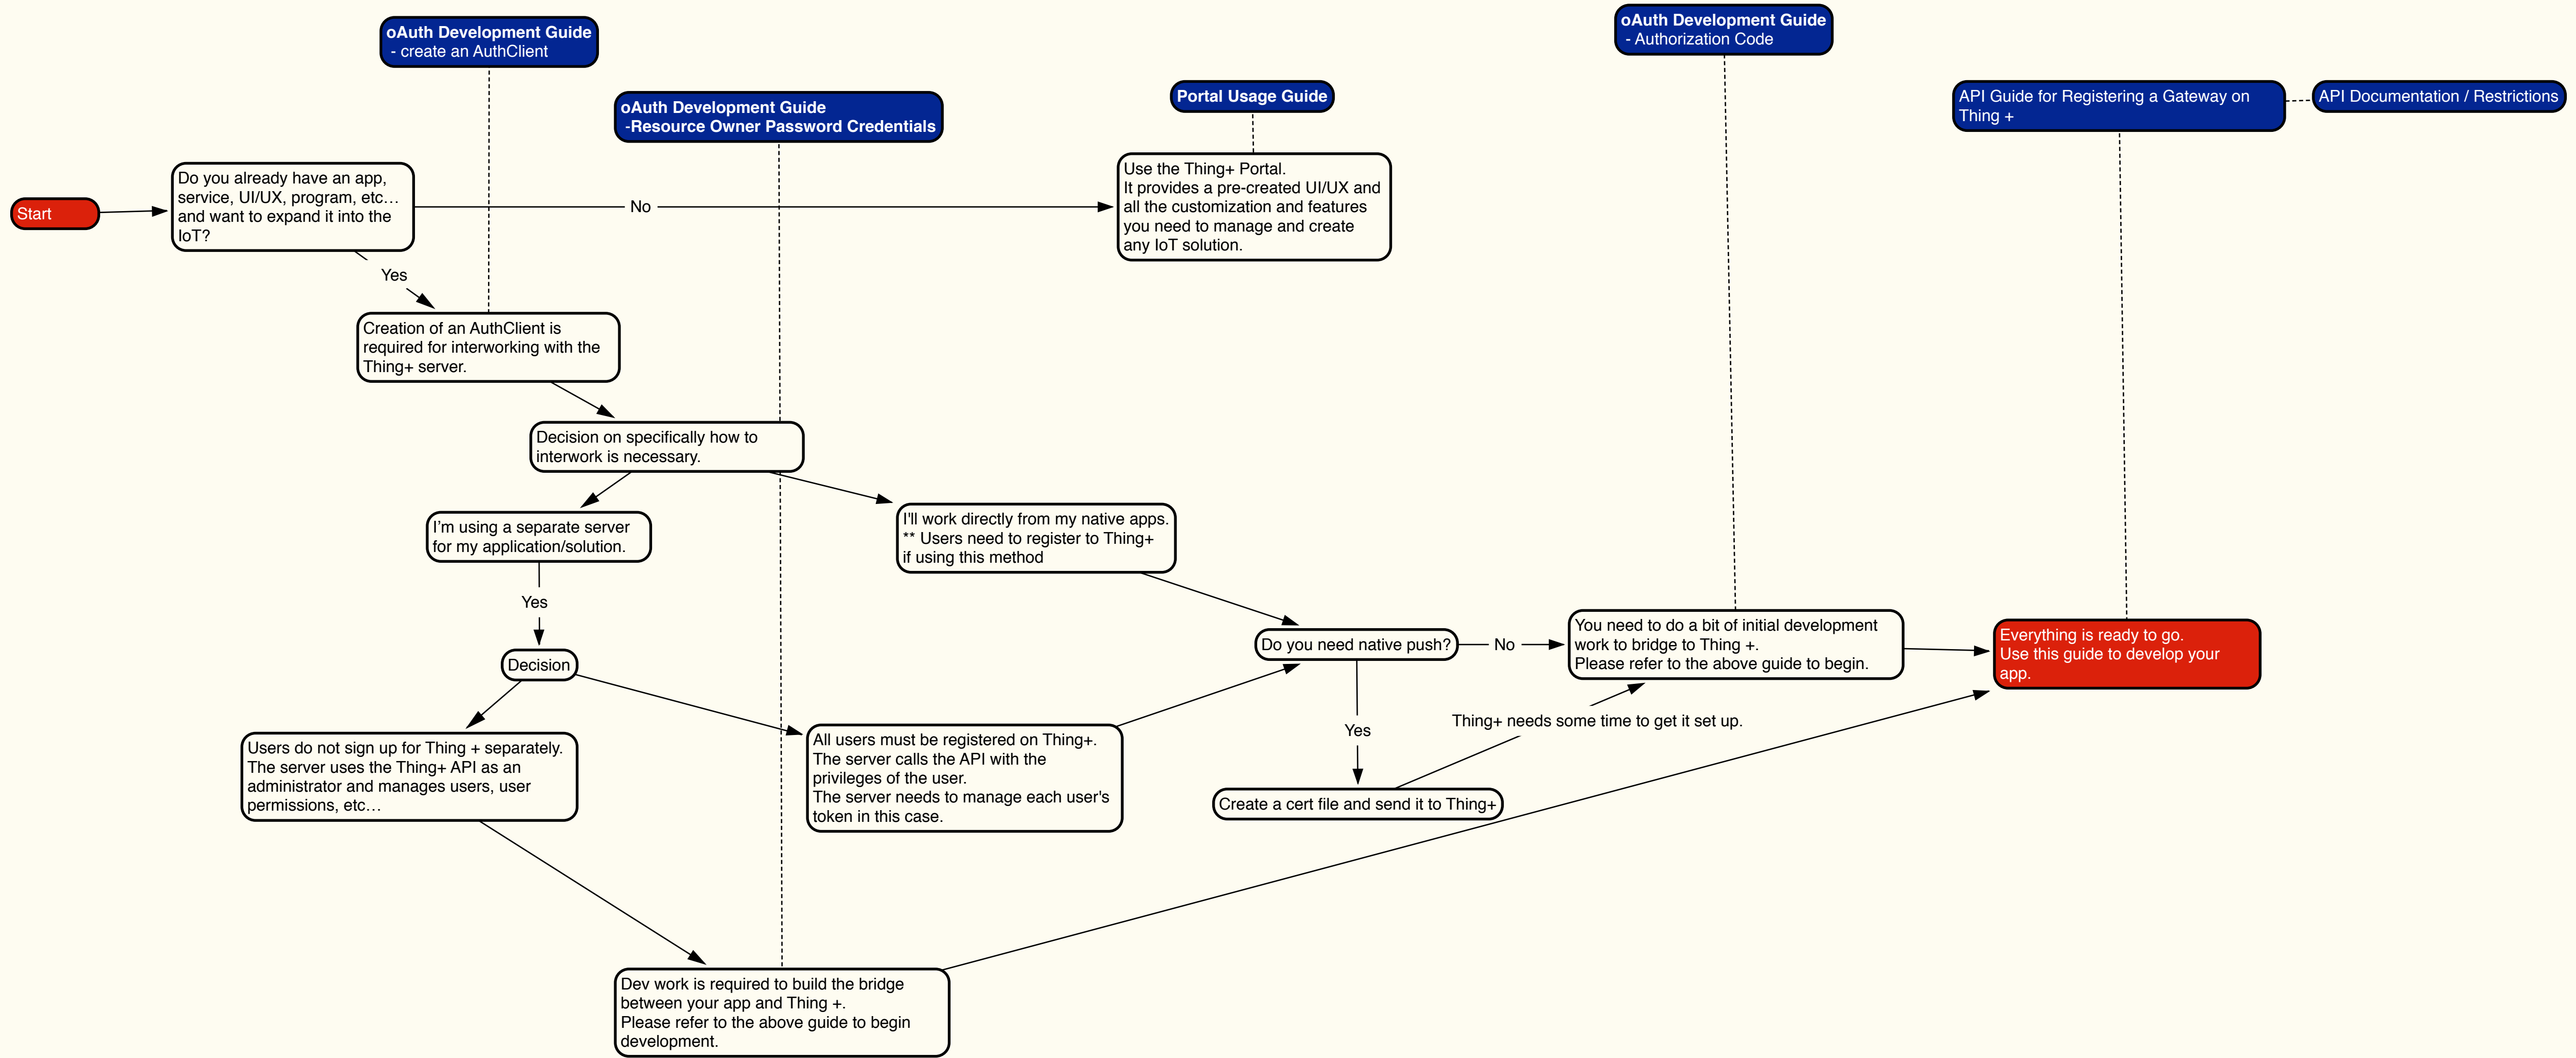 oAuth Development Guide
- create an AuthClient
oAuth Development Guide
- Authorization Code
oAuth Development Guide
-Resource Owner Password Credentials
Portal Usage Guide
API Guide for Registering a Gateway on
Thing +
API Documentation / Restrictions
Start
Do you already have an app,
service, UI/UX, program, etc…
and want to expand it into the
IoT?
No
Use the Thing+ Portal.
It provides a pre-created UI/UX and
all the customization and features
you need to manage and create
any IoT solution.
Yes
Creation of an AuthClient is
required for interworking with the
Thing+ server.
Decision on specifically how to
interwork is necessary.
I’m using a separate server
for my application/solution.
I'll work directly from my native apps.
** Users need to register to Thing+
if using this method
Yes
Decision
Do you need native push?
No
You need to do a bit of initial development
work to bridge to Thing +.
Please refer to the above guide to begin.
Everything is ready to go.
Use this guide to develop your
app.
Users do not sign up for Thing + separately.
The server uses the Thing+ API as an
administrator and manages users, user
permissions, etc…
All users must be registered on Thing+.
The server calls the API with the
privileges of the user.
The server needs to manage each user's
token in this case.
Yes
Thing+ needs some time to get it set up.
Create a cert file and send it to Thing+
Dev work is required to build the bridge
between your app and Thing +.
Please refer to the above guide to begin
development.